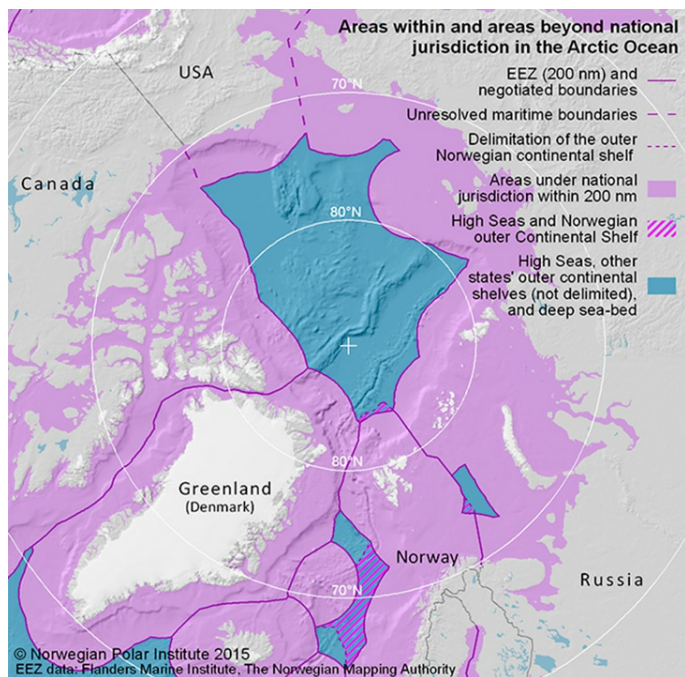 Areas within and areas beyond national
jurisdiction in the Arctic Ocean
EEZ (200 nm) and
negotiated boundaries
Unresolved maritime boundaries
Delimitation of the outer
Norwegian continental shelf
Areas under national
jurisdiction within 200 nm
High Seas and Norwegian
outer Continental Shelf
High Seas, other
states' outer continental
shelves (not delimited),
and deep sea-bed
USA
70°N
Canada
80°N
80°N
Greenland
(Denmark)
Norway
Russia
70°N
© Norwegian Polar Institute 2015
EEZ data: Flanders Marine Institute, The Norwegian Mapping Authority